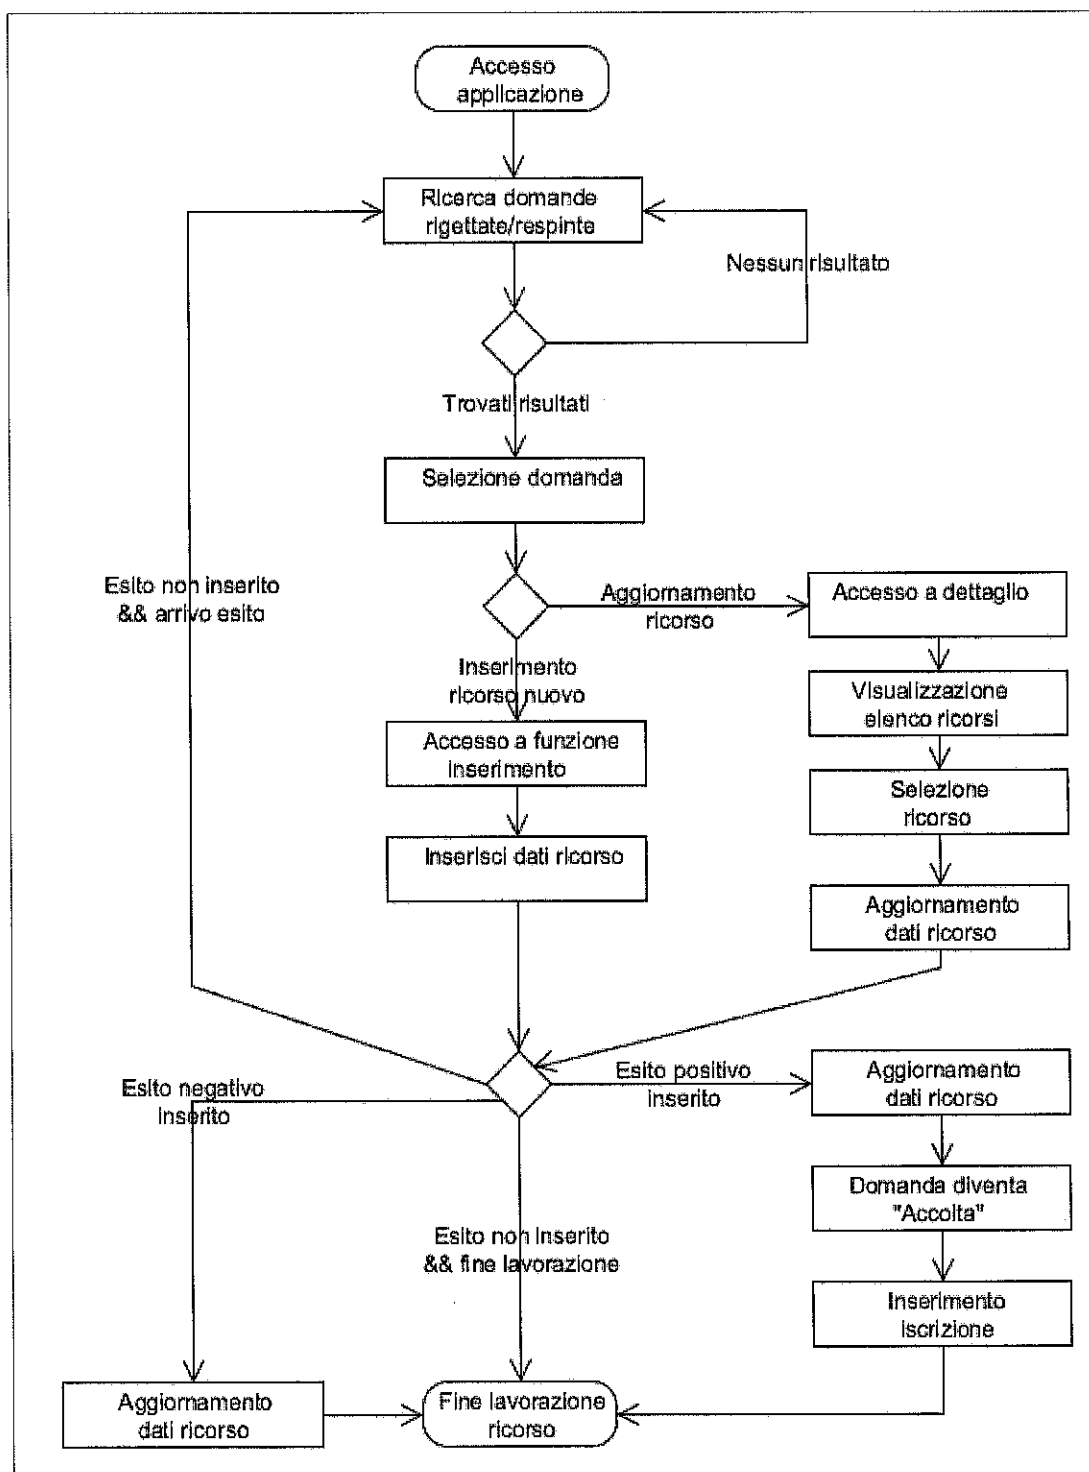 Accesso
applicazione
Ricerca domande
rigettate/respinte
Nessun risultato
Trovati risultati
Selezione domanda
Esito non inserito
&& arrivo esito
Aggiornamento
ricorso
Accesso a dettaglio
Inserimento
ricorso nuovo
Visualizzazione
elenco ricorsi
Accesso a funzione
inserimento
Selezione
ricorso
Inserisci dati ricorso
Aggiornamento
dati ricorso
Esito negativo
inserito
Esito positivo
inserito
Aggiornamento
dati ricorso
Domanda diventa
"Accolta"
Esito non inserito
&& fine lavorazione
Inserimento
iscrizione
Aggiornamento
dati ricorso
Fine lavorazione
ricorso